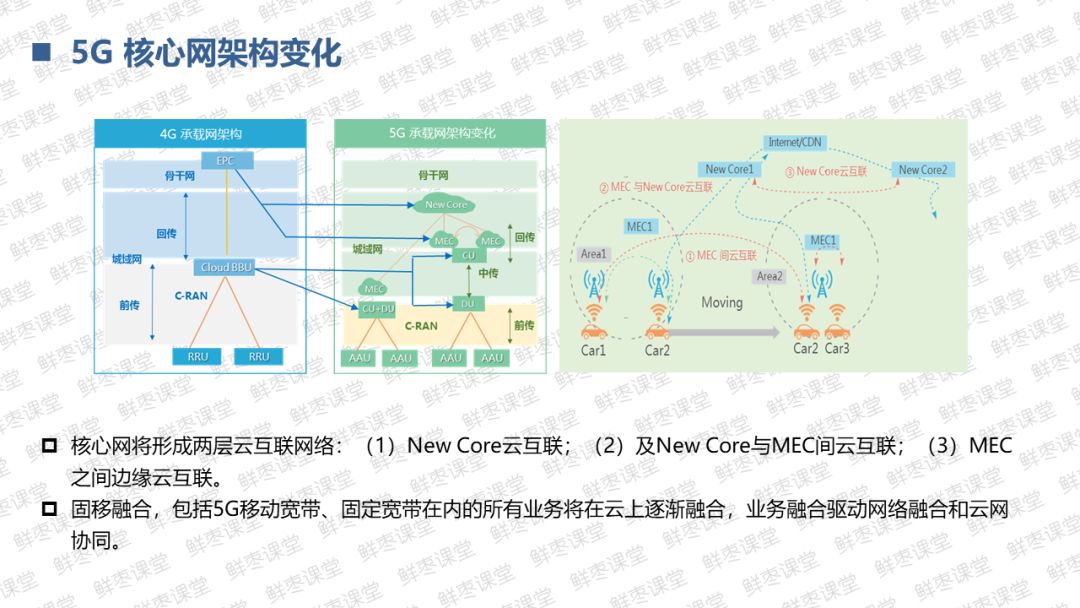 5G 核心网架构变化
4G 承载网架构
EPC
骨干网
回传
城域网
Cloud BBU
C-RAN
前传
RRU
RRU
5G 承载网架构变化
骨干网
New Core
MEC
MEC
回传
城域网
CU
中传
MEC
CU+DU
DU
C-RAN
前传
AAU
AAU
AAU
AAU
Internet/CDN
New Core1
③ New Core云互联
New Core2
② MEC 与New Core云互联
MEC1
MEC1
Area1
① MEC 间云互联
Area2
Moving
Car1
Car2
Car2
Car3
核心网将形成两层云互联网络：（1）New Core云互联；（2）及New Core与MEC间云互联；（3）MEC
之间边缘云互联。
固移融合，包括5G移动宽带、固定宽带在内的所有业务将在云上逐渐融合，业务融合驱动网络融合和云网
协同。
鲜枣课堂